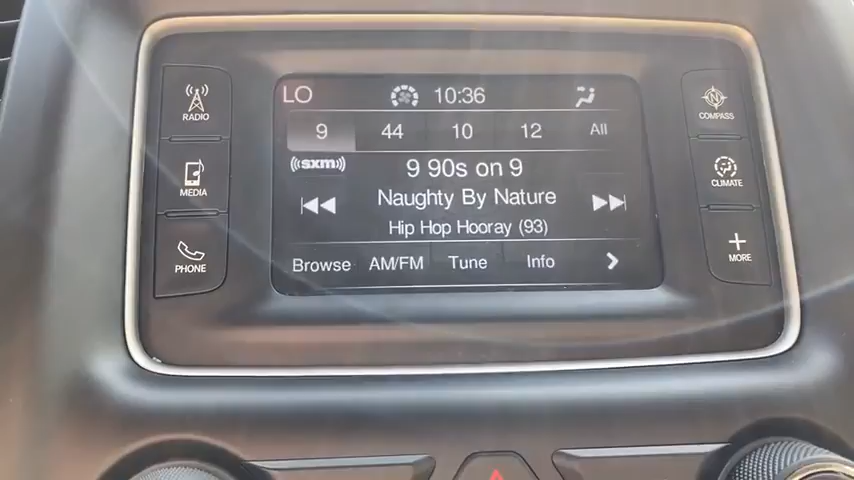 LO 10:36
RADIO
COMPASS
9 44 10 12 All
((sxm)) 9 90s on 9
MEDIA
CLIMATE
Naughty By Nature
Hip Hop Hooray (93)
PHONE
MORE
Browse AM/FM Tune Info